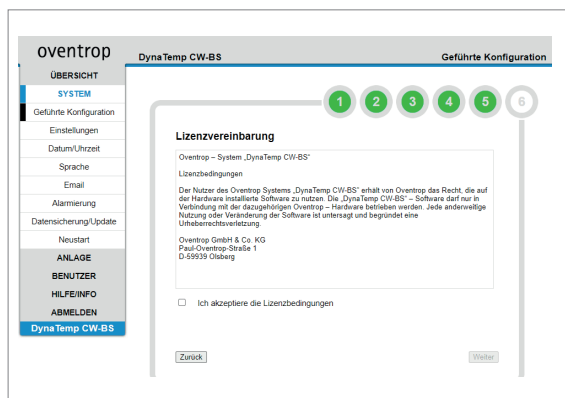 oventrop
DynaTemp CW-BS
Geführte Konfiguration
ÜBERSICHT
SYSTEM
Geführte Konfiguration
Einstellungen
Datum/Uhrzeit
Sprache
Email
Alarmierung
Datensicherung/Update
Neustart
ANLAGE
BENUTZER
HILFE/INFO
ABMELDEN
DynaTemp CW-BS
1 2 3 4 5 6
Lizenzvereinbarung
Oventrop – System „DynaTemp CW-BS"
Lizenzbedingungen
Der Nutzer des Oventrop Systems „DynaTemp CW-BS" erhält von Oventrop das Recht, die auf
der Hardware installierte Software zu nutzen. Die „DynaTemp CW-BS" – Software darf nur in
Verbindung mit der dazugehörigen Oventrop – Hardware betrieben werden. Jede anderweitige
Nutzung oder Veränderung der Software ist untersagt und begründet eine
Urheberrechtsverletzung.
Oventrop GmbH & Co. KG
Paul-Oventrop-Straße 1
D-59939 Olsberg
Ich akzeptiere die Lizenzbedingungen
Zurück
Weiter